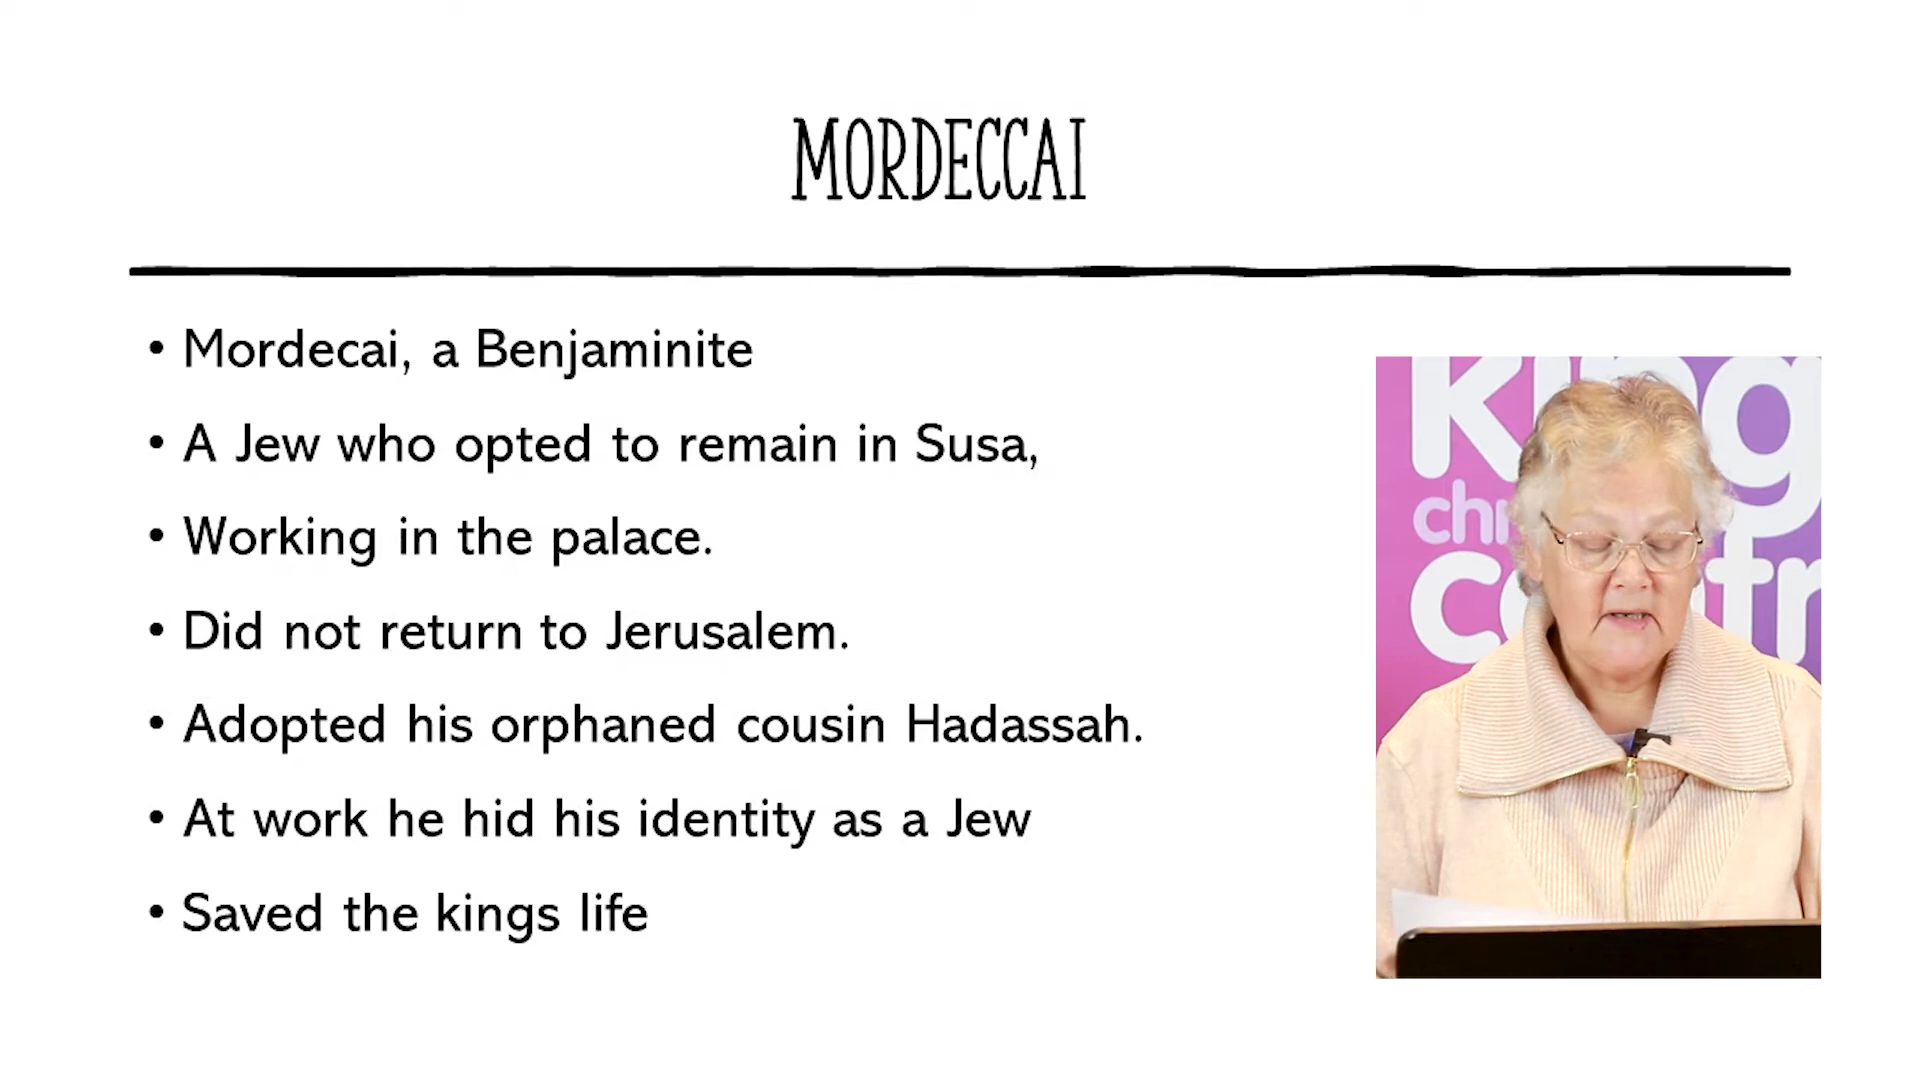 MORDECCAI
• Mordecai, a Benjaminite
• A Jew who opted to remain in Susa,
• Working in the palace.
• Did not return to Jerusalem.
• Adopted his orphaned cousin Hadassah.
• At work he hid his identity as a Jew
• Saved the kings life
king